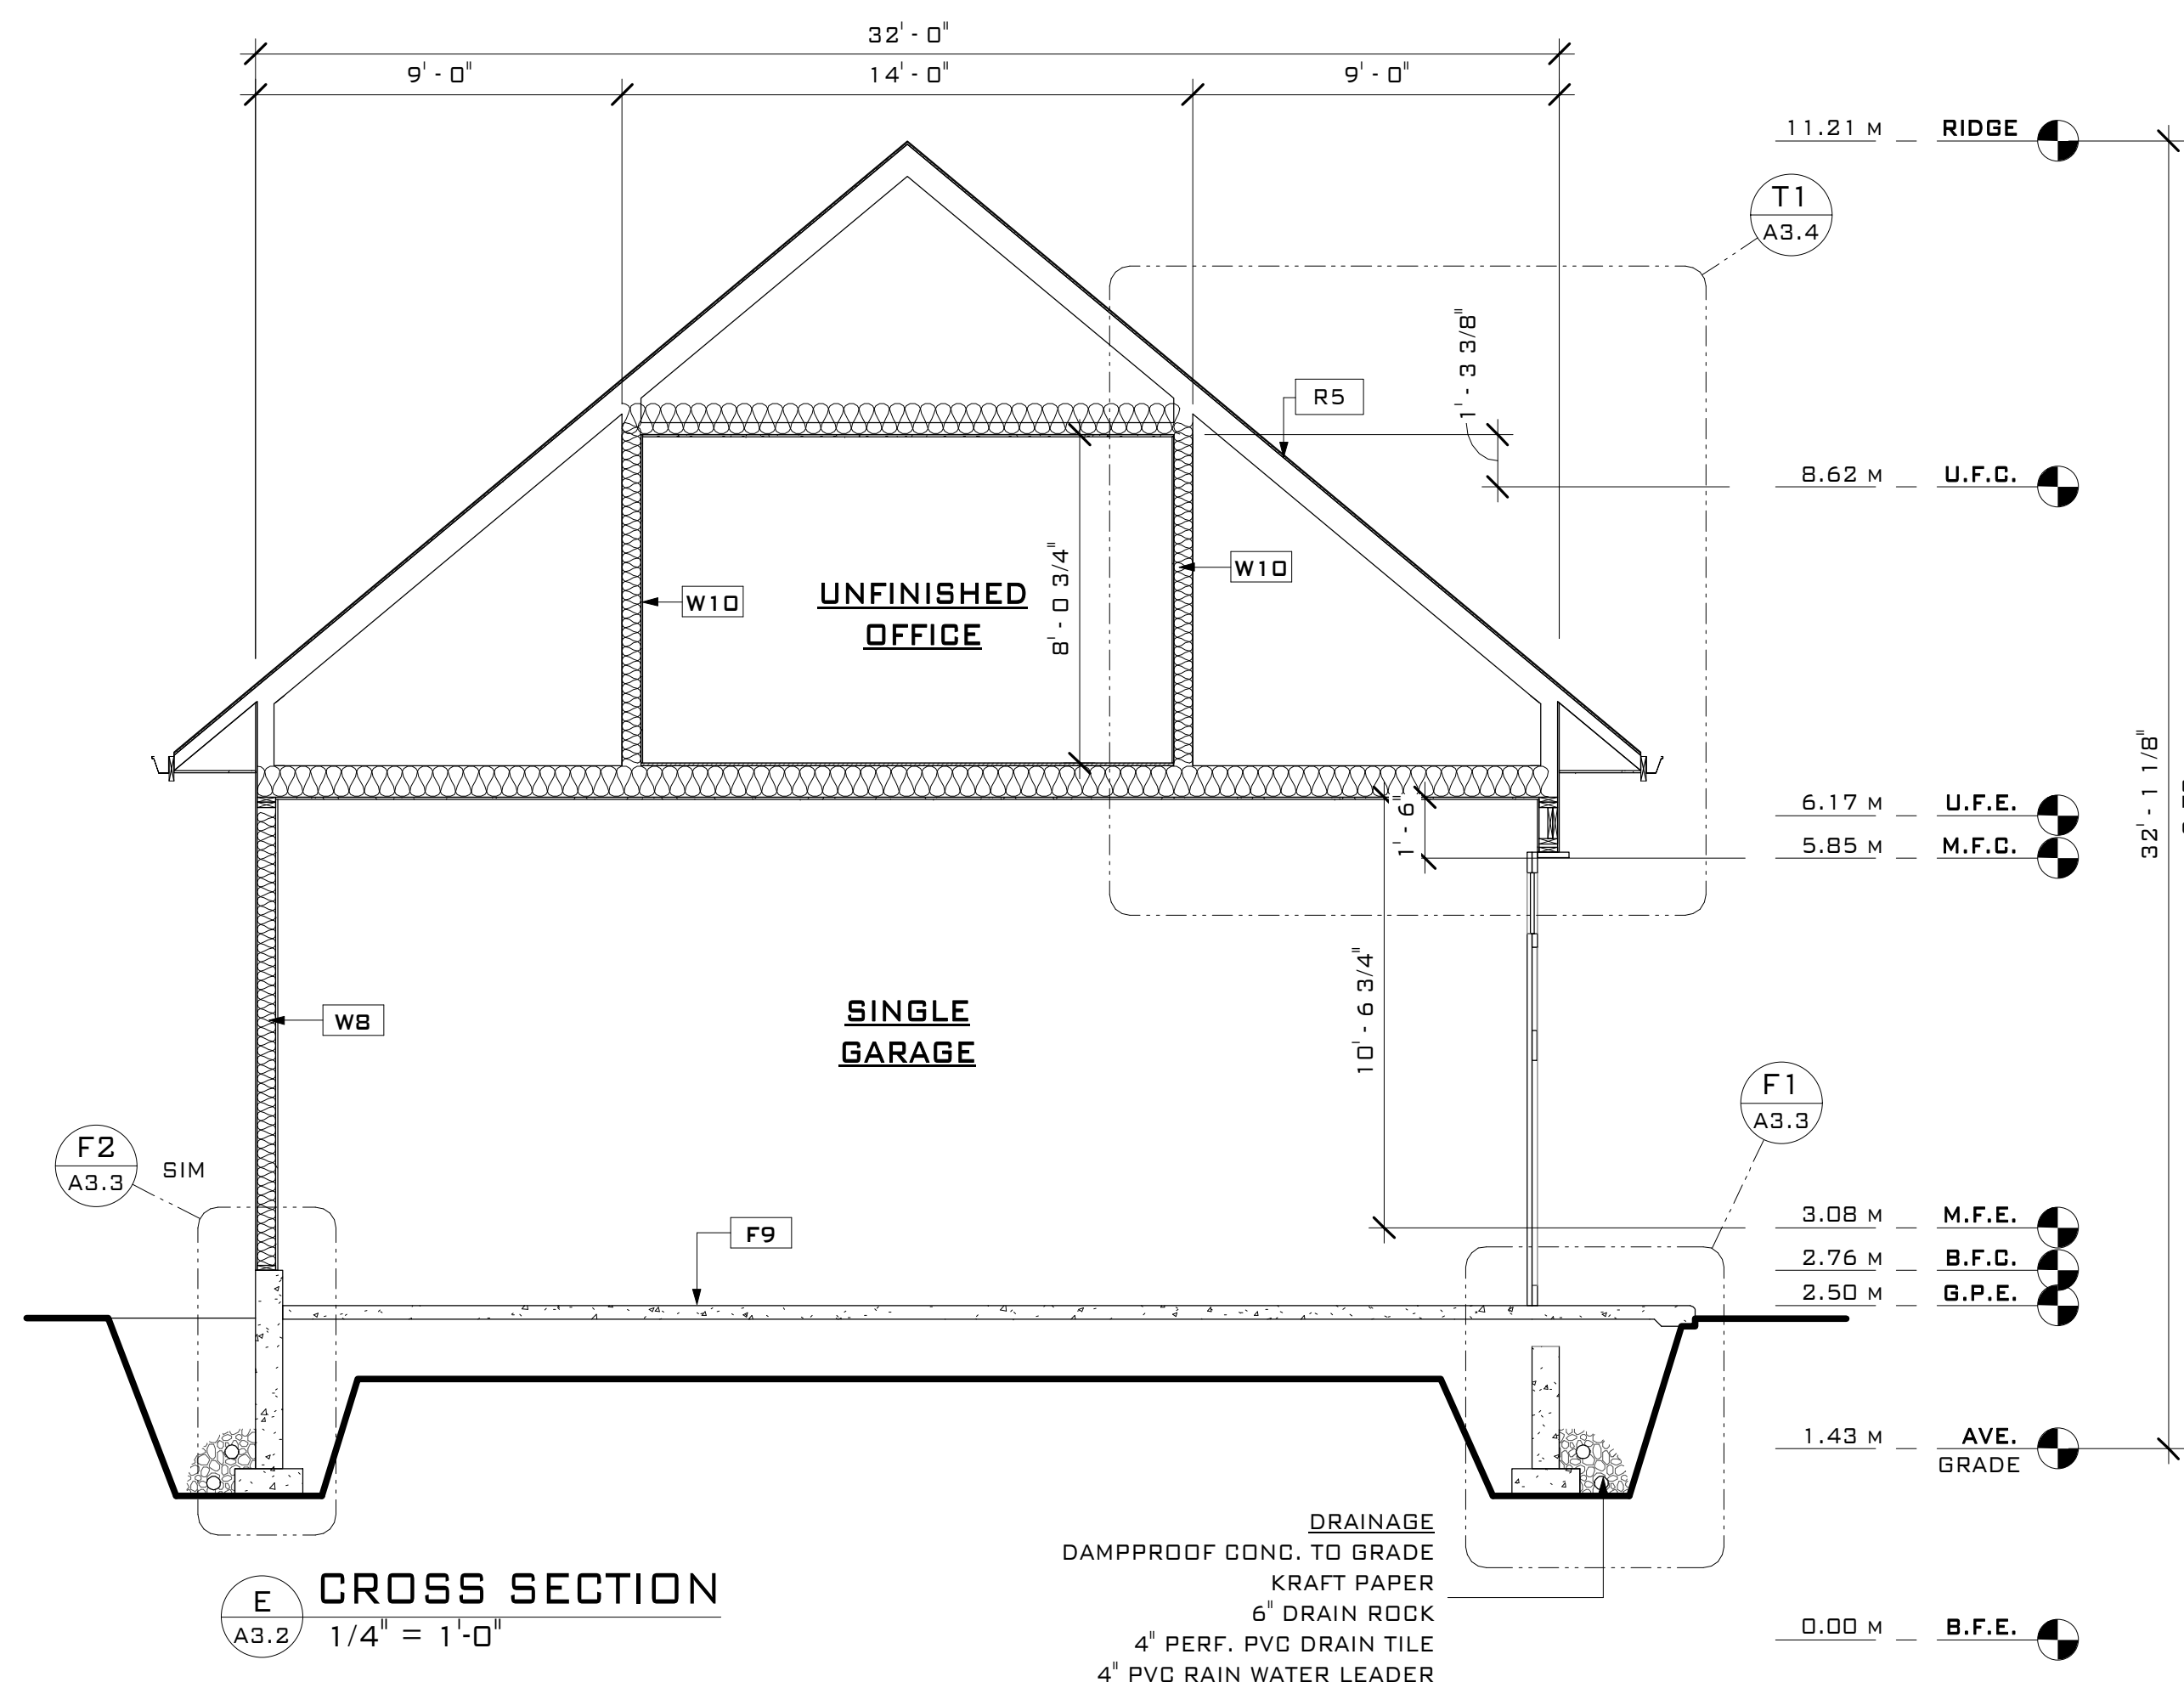 32'-0"
9'-0"
14'-0"
9'-0"
11.21 M RIDGE
T1
A3.4
1'-3 3/8"
R5
8.62 M U.F.C.
8'-0 3/4"
W10
UNFINISHED
OFFICE
W10
32'-1 1/8"
6.17 M U.F.E.
1'-6"
5.85 M M.F.C.
10'-6 3/4"
SINGLE
GARAGE
W8
F1
A3.3
F2
A3.3
SIM
F9
3.08 M M.F.E.
2.76 M B.F.C.
2.50 M G.P.E.
1.43 M AVE.
GRADE
DRAINAGE
DAMPPROOF CONC. TO GRADE
KRAFT PAPER
6" DRAIN ROCK
4" PERF. PVC DRAIN TILE
4" PVC RAIN WATER LEADER
E
A3.2
CROSS SECTION
1/4" = 1'-0"
0.00 M B.F.E.